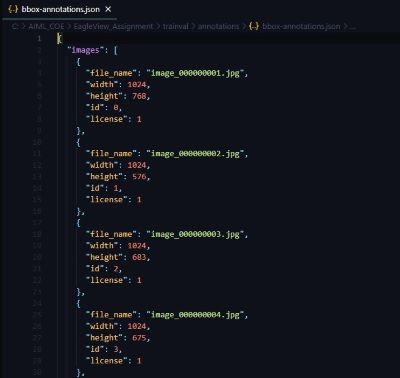 {..} bbox-annotations.json ×
C: > AIML_COE > EagleView_Assignment > trainval > annotations > {..} bbox-annotations.json > ...
1 {
2 "images": [
3 {
4 "file_name": "image_000000001.jpg",
5 "width": 1024,
6 "height": 768,
7 "id": 0,
8 "license": 1
9 },
10 {
11 "file_name": "image_000000002.jpg",
12 "width": 1024,
13 "height": 576,
14 "id": 1,
15 "license": 1
16 },
17 {
18 "file_name": "image_000000003.jpg",
19 "width": 1024,
20 "height": 683,
21 "id": 2,
22 "license": 1
23 },
24 {
25 "file_name": "image_000000004.jpg",
26 "width": 1024,
27 "height": 675,
28 "id": 3,
29 "license": 1
30 },